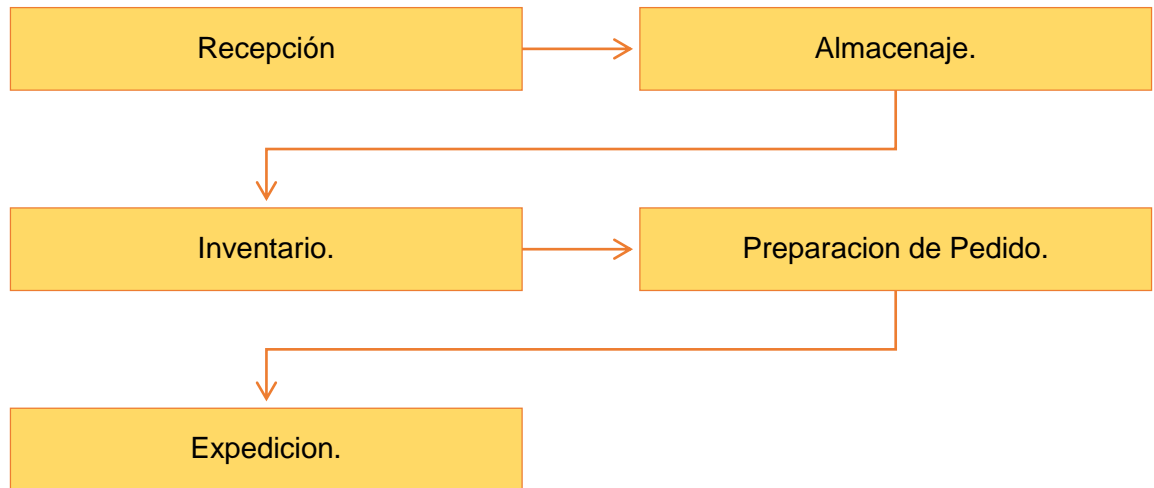 Recepción
Almacenaje.
Inventario.
Preparacion de Pedido.
Expedicion.